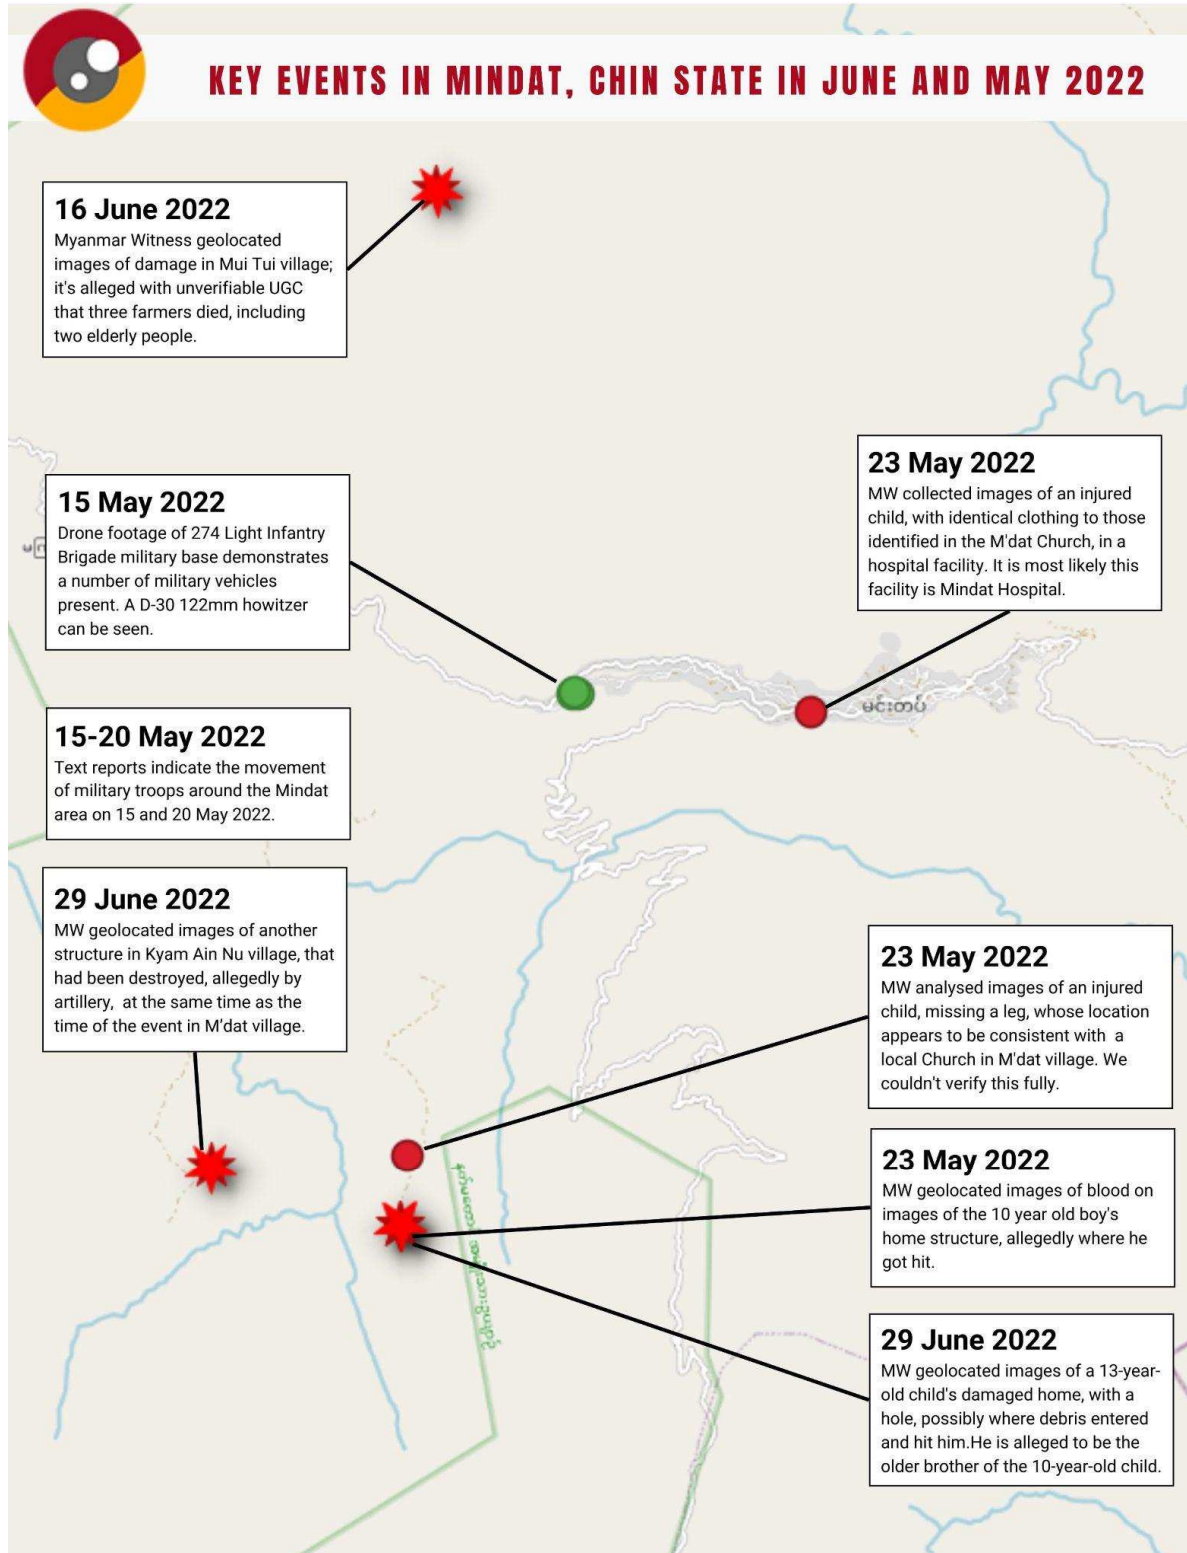 KEY EVENTS IN MINDAT, CHIN STATE IN JUNE AND MAY 2022
16 June 2022
Myanmar Witness geolocated
images of damage in Mui Tui village;
it's alleged with unverifiable UGC
that three farmers died, including
two elderly people.
15 May 2022
Drone footage of 274 Light Infantry
Brigade military base demonstrates
a number of military vehicles
present. A D-30 122mm howitzer
can be seen.
23 May 2022
MW collected images of an injured
child, with identical clothing to those
identified in the M'dat Church, in a
hospital facility. It is most likely this
facility is Mindat Hospital.
မင်းတပ်
15-20 May 2022
Text reports indicate the movement
of military troops around the Mindat
area on 15 and 20 May 2022.
29 June 2022
MW geolocated images of another
structure in Kyam Ain Nu village, that
had been destroyed, allegedly by
artillery,  at the same time as the
time of the event in M'dat village.
23 May 2022
MW analysed images of an injured
child, missing a leg, whose location
appears to be consistent with  a
local Church in M'dat village. We
couldn't verify this fully.
23 May 2022
MW geolocated images of blood on
images of the 10 year old boy's
home structure, allegedly where he
got hit.
29 June 2022
MW geolocated images of a 13-year-
old child's damaged home, with a
hole, possibly where debris entered
and hit him.He is alleged to be the
older brother of the 10-year-old child.